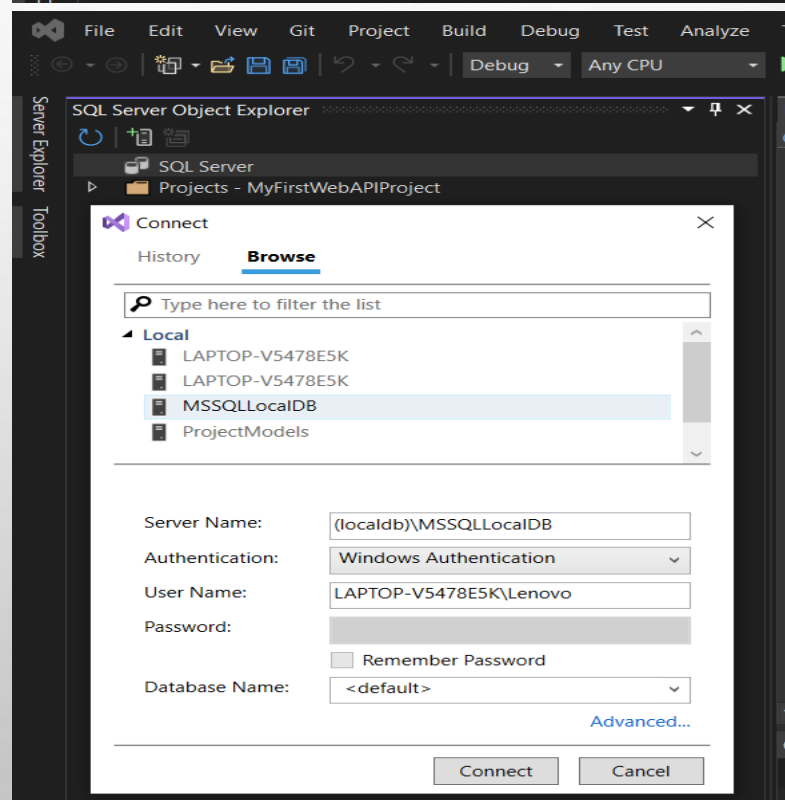 File Edit View Git Project Build Debug Test Analyze
Debug Any CPU
Server Explorer
Toolbox
SQL Server Object Explorer
SQL Server
Projects - MyFirstWebAPIProject
Connect
History Browse
Type here to filter the list
Local
LAPTOP-V5478E5K
LAPTOP-V5478E5K
MSSQLLocalDB
ProjectModels
Server Name: (localdb)\MSSQLLocalDB
Authentication: Windows Authentication
User Name: LAPTOP-V5478E5K\Lenovo
Password:
Remember Password
Database Name: <default>
Advanced...
Connect Cancel